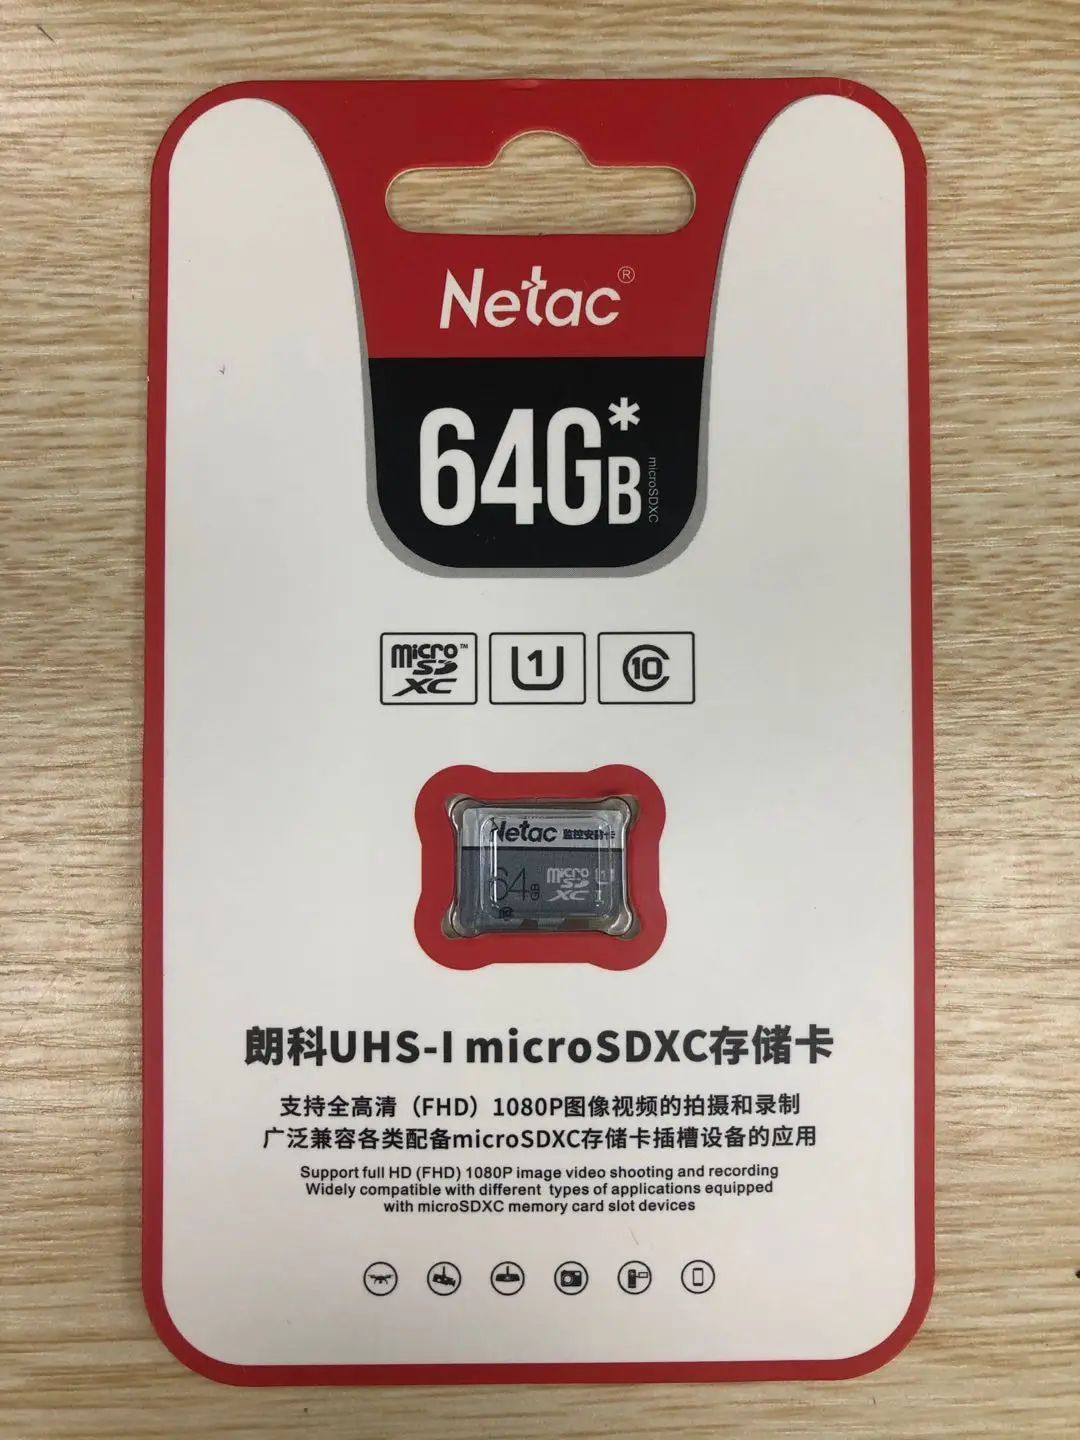 Netac®
64GB*
microSDXC
micro SD XC™
U1
C10
Netac 监控安防卡
64GB micro SD XC U1
朗科UHS-I microSDXC存储卡
支持全高清（FHD）1080P图像视频的拍摄和录制
广泛兼容各类配备microSDXC存储卡插槽设备的应用
Support full HD (FHD) 1080P image video shooting and recording
Widely compatible with different types of applications equipped
with microSDXC memory card slot devices